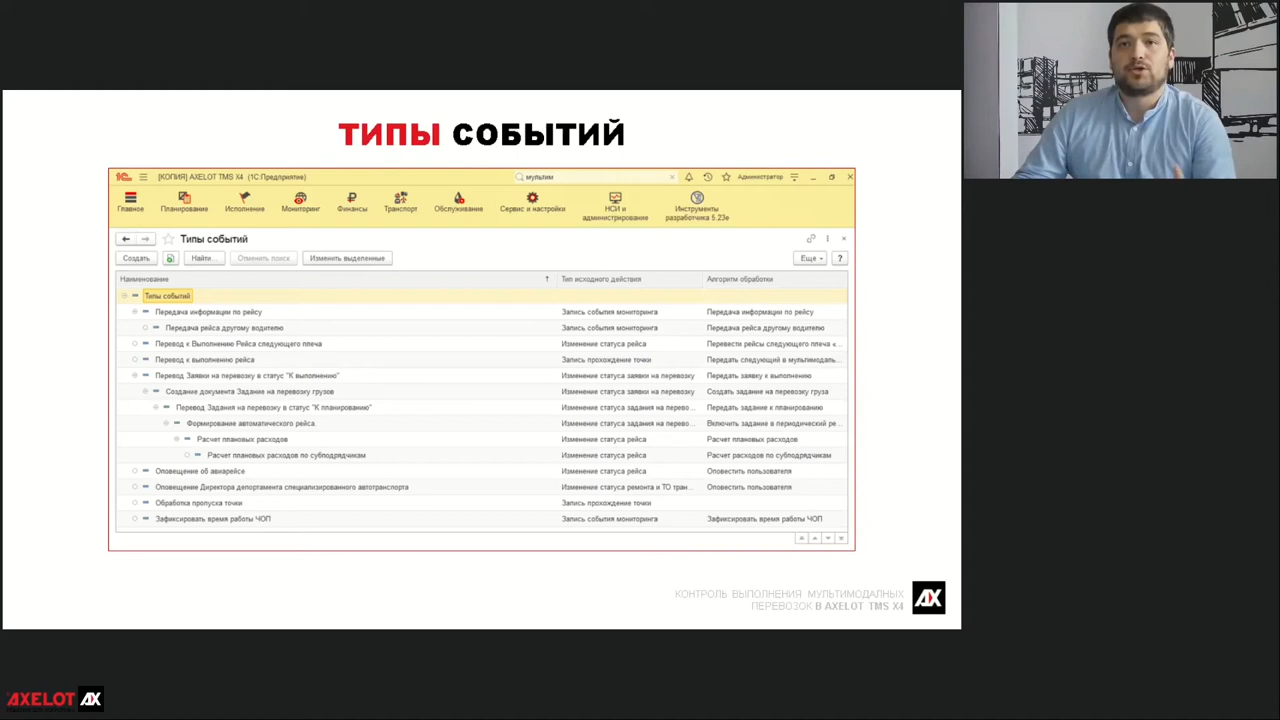 ТИПЫ СОБЫТИЙ
[КОПИЯ] AXELOT TMS X4 (1С:Предприятие)
мультим
Администратор
Главное
Планирование
Исполнение
Мониторинг
Финансы
Транспорт
Обслуживание
Сервис и настройки
НСИ и администрирование
Инструменты разработчика 5.23e
Типы событий
Создать
Найти...
Отменить поиск
Изменить выделенные
Еще
?
Наименование Тип исходного действия Алгоритм обработки
Типы событий
Передача информации по рейсу Запись события мониторинга Передача информации по рейсу
Передача рейса другому водителю Запись события мониторинга Передача рейса другому водителю
Перевод к Выполнению Рейса следующего плеча Изменение статуса рейса Перевести рейсы следующего плеча «...
Перевод к выполнению рейса Запись прохождение точки Передать следующий в мультимодаль...
Перевод Заявки на перевозку в статус "К выполнению" Изменение статуса заявки на перевозку Передать заявку к выполнению
Создание документа Задание на перевозку грузов Изменение статуса заявки на перевозку Создать задание на перевозку груза
Перевод Задания на перевозку в статус "К планированию" Изменение статуса задания на перево... Передать задание к планированию
Формирование автоматического рейса Изменение статуса задания на перево... Включить задание в периодический ре...
Расчет плановых расходов Изменение статуса рейса Расчет плановых расходов
Расчет плановых расходов по субподрядчикам Изменение статуса рейса Расчет расходов по субподрядчикам
Оповещение об авиарейсе Изменение статуса рейса Оповестить пользователя
Оповещение Директора депортамента специализированного автотранспорта Изменение статуса ремонта и ТО тран... Оповестить пользователя
Обработка пропуска точки Запись прохождение точки
Зафиксировать время работы ЧОП Запись события мониторинга Зафиксировать время работы ЧОП
КОНТРОЛЬ ВЫПОЛНЕНИЯ МУЛЬТИМОДАЛНЫХ
ПЕРЕВОЗОК В AXELOT TMS X4
AXELOT